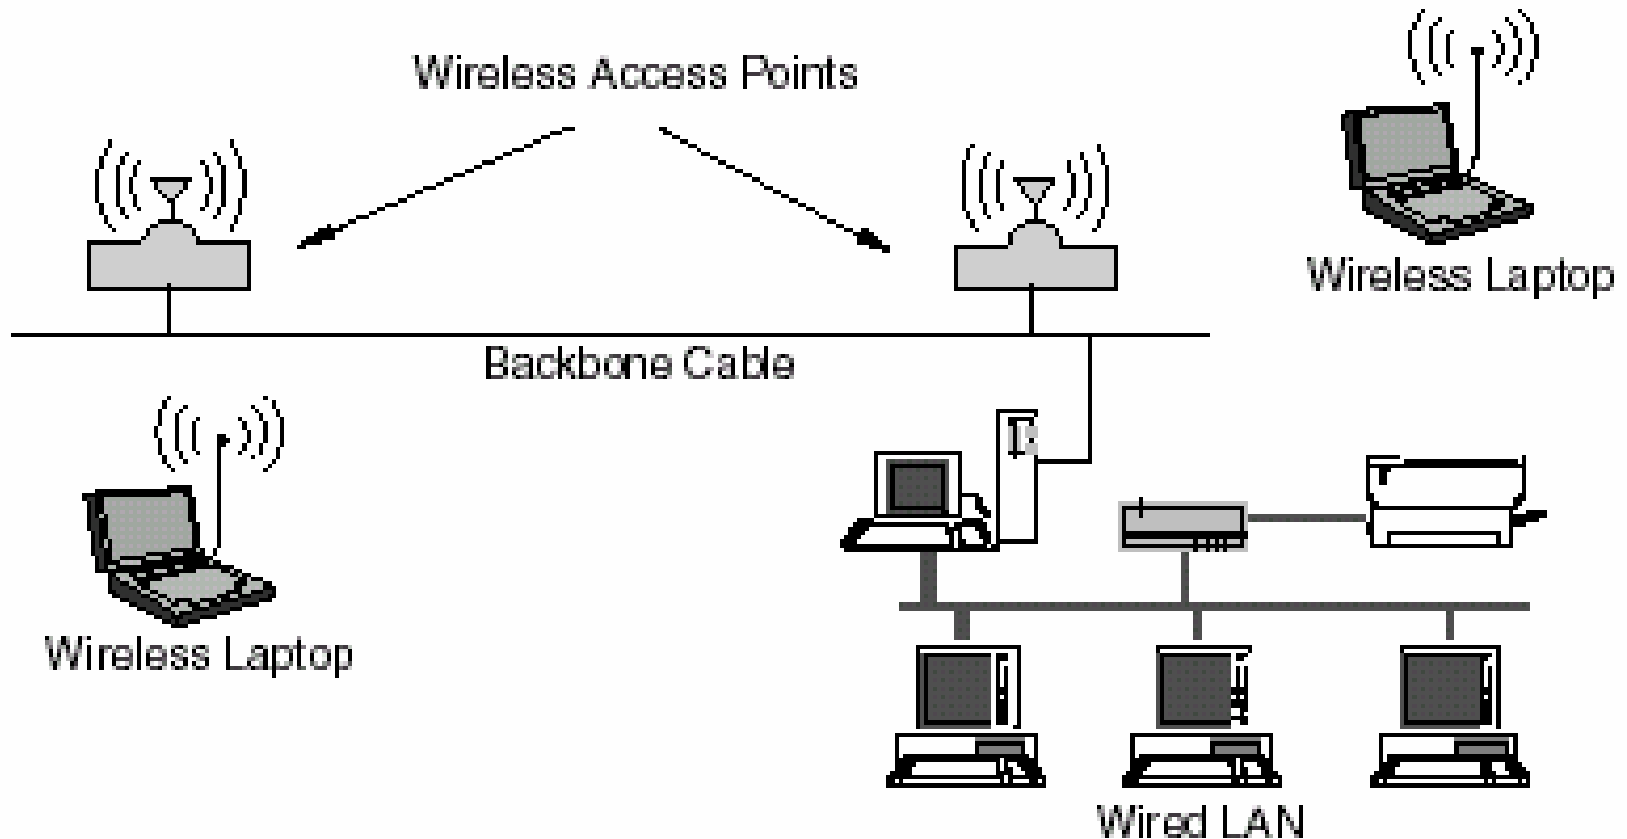 Wireless Access Points
Wireless Laptop
Backbone Cable
Wireless Laptop
Wired LAN